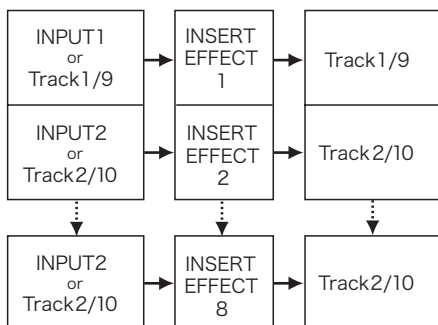 INPUT1
or
Track1/9
INSERT
EFFECT
1
Track1/9
INPUT2
or
Track2/10
INSERT
EFFECT
2
Track2/10
INPUT2
or
Track2/10
INSERT
EFFECT
8
Track2/10